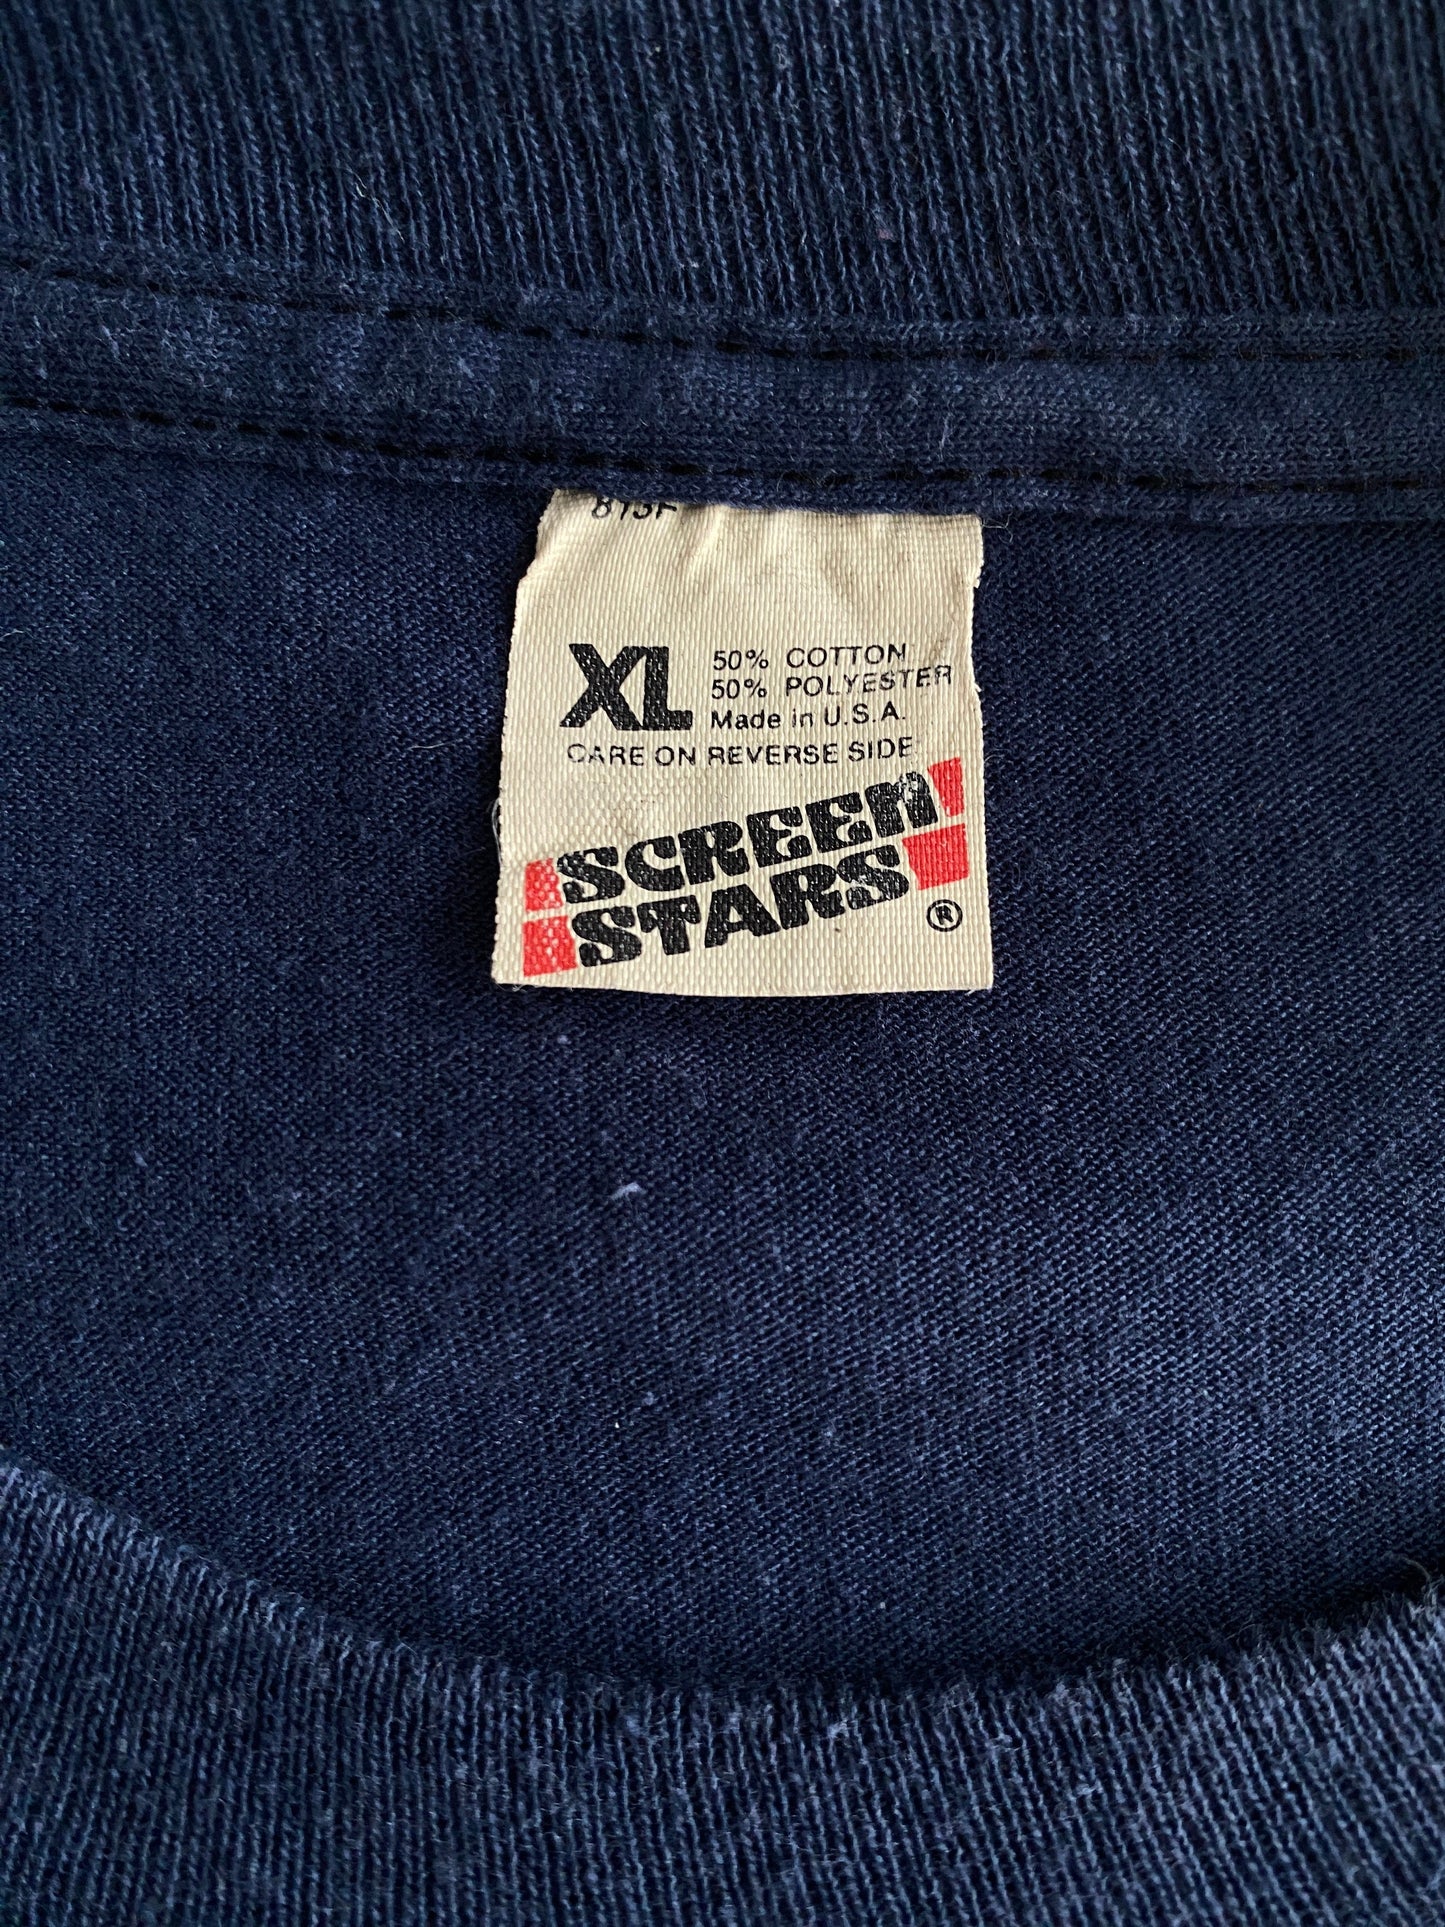 XL
50% COTTON
50% POLYESTER
Made in U.S.A.
CARE ON REVERSE SIDE
SCREEN
STARS
®